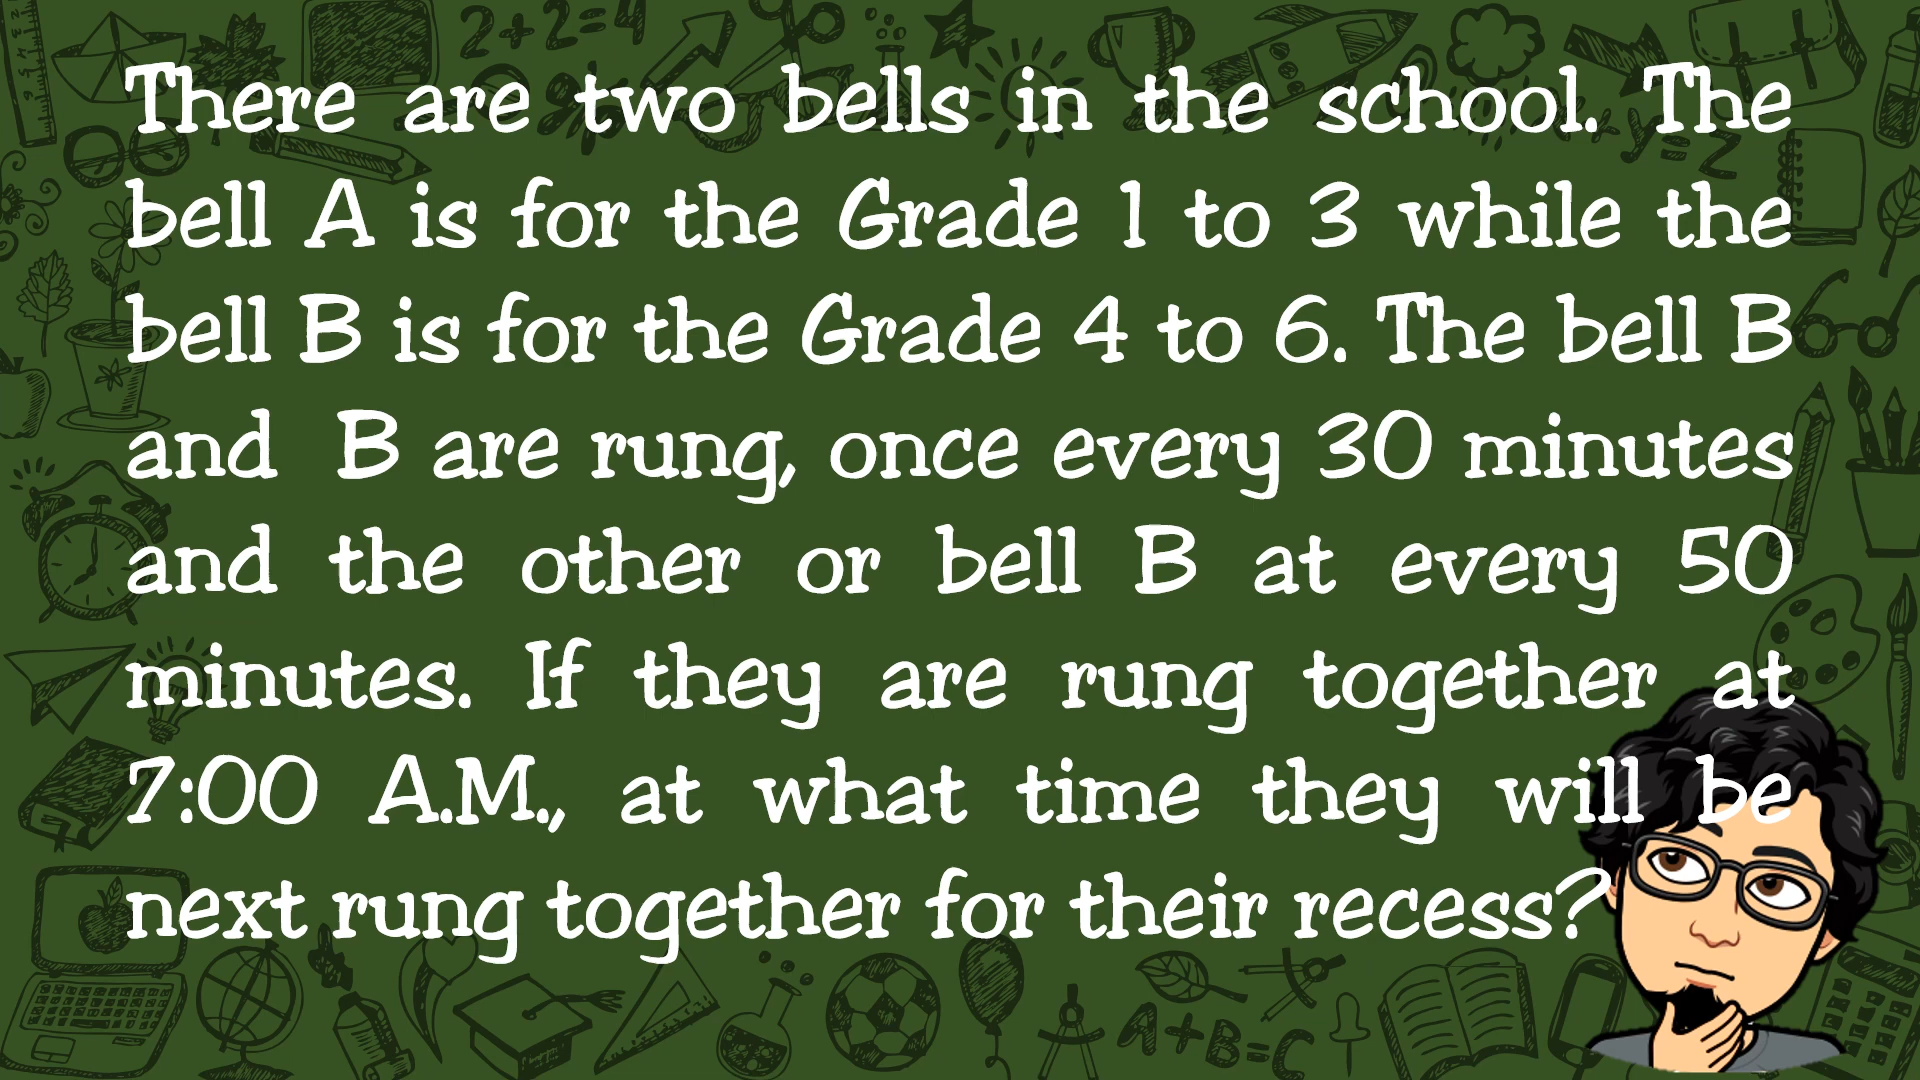 2+2=4
There are two bells in the school. The
y=z
bell A is for the Grade 1 to 3 while the
bell B is for the Grade 4 to 6. The bell B
and B are rung, once every 30 minutes
and the other or bell B at every 50
minutes. If they are rung together at
7:00 A.M., at what time they will be
next rung together for their recess?
A+B=C